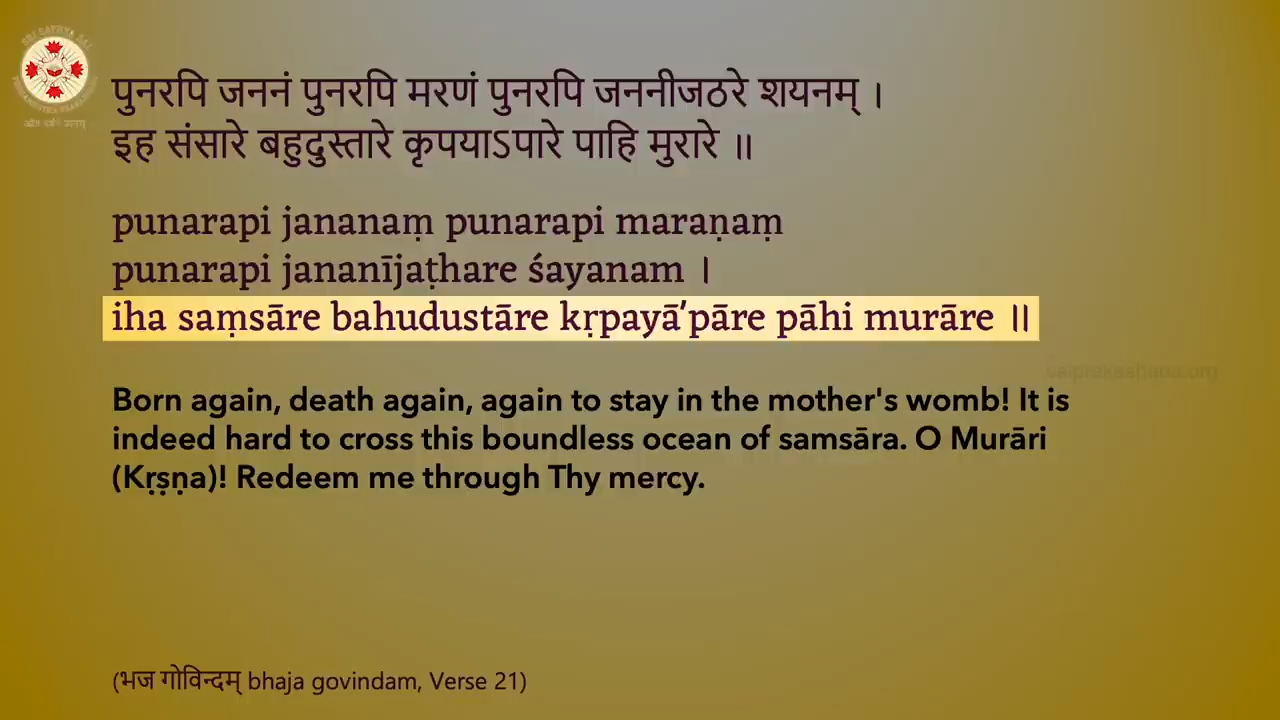 पुनरपि जननं पुनरपि मरणं पुनरपि जननीजठरे शयनम् ।
इह संसारे बहुदुस्तारे कृपयाऽपारे पाहि मुरारे ॥
punarapi jananaṃ punarapi maraṇaṃ
punarapi jananījaṭhare śayanam ।
iha saṃsāre bahudustāre kṛpayā’pāre pāhi murāre ॥
saiprakashana.org
Born again, death again, again to stay in the mother's womb! It is
indeed hard to cross this boundless ocean of samsāra. O Murāri
(Kṛṣṇa)! Redeem me through Thy mercy.
(भज गोविन्दम् bhaja govindam, Verse 21)